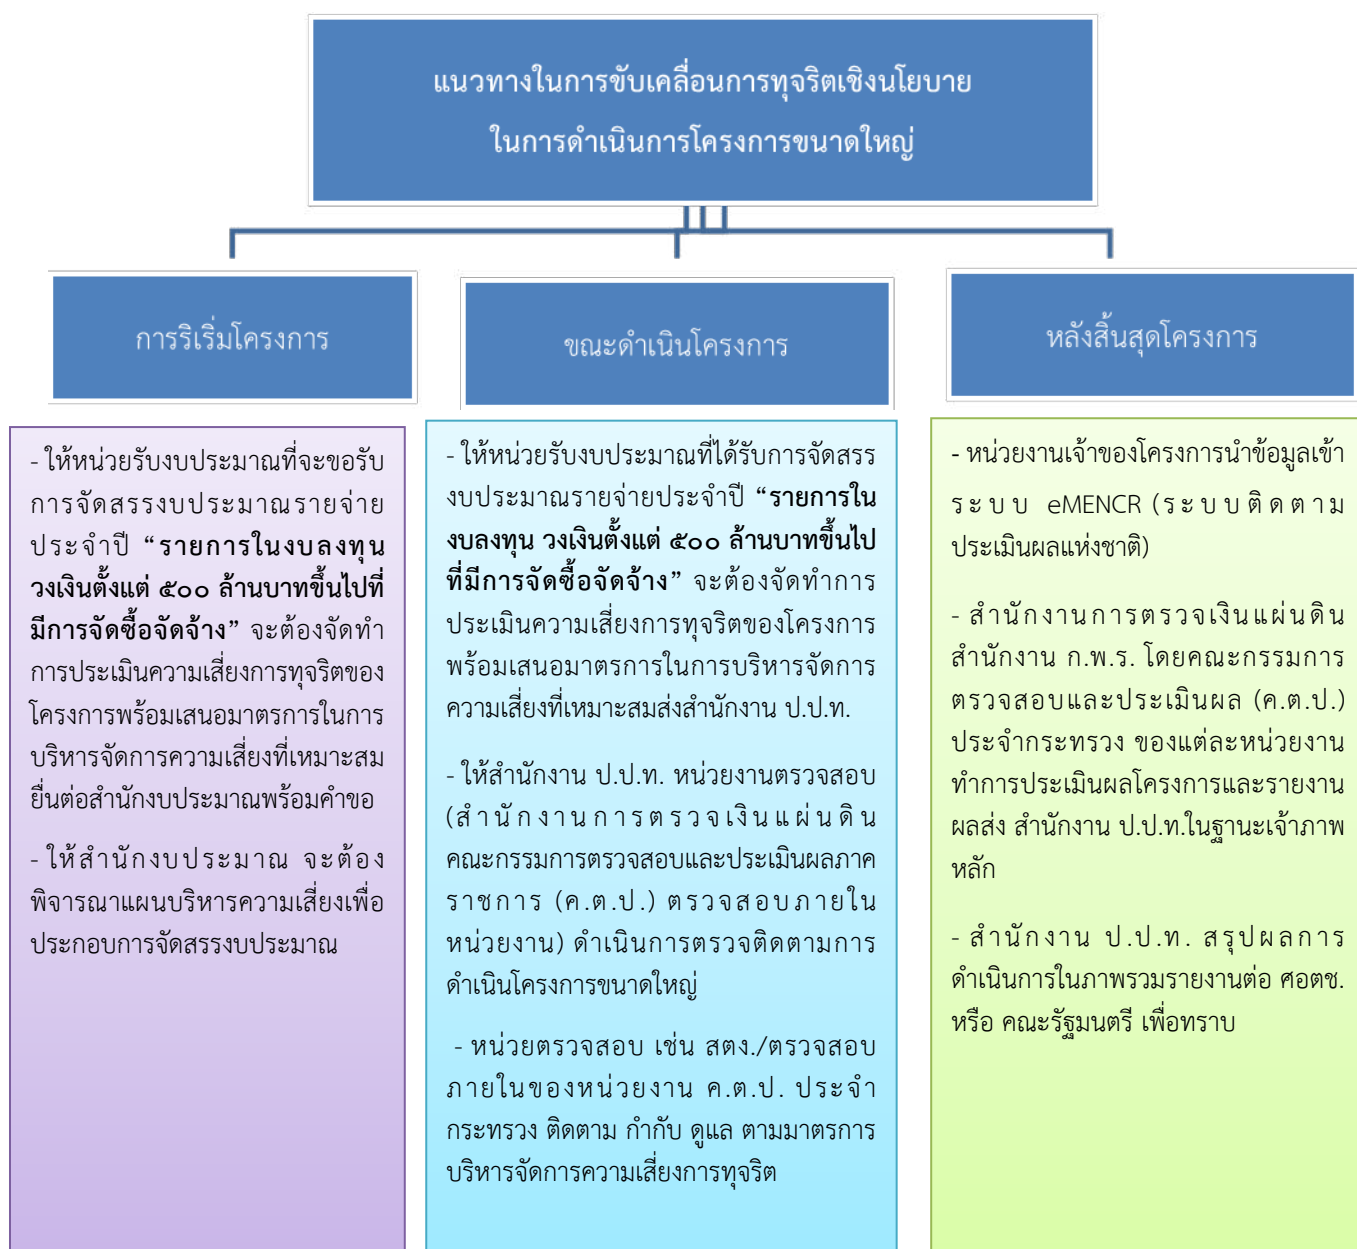 แนวทางในการขับเคลื่อนการทุจริตเชิงนโยบาย
ในการดำเนินการโครงการขนาดใหญ่
การริเริ่มโครงการ
ขณะดำเนินโครงการ
หลังสิ้นสุดโครงการ
- ให้หน่วยรับงบประมาณที่จะขอรับ
การจัดสรรงบประมาณรายจ่าย
ประจำปี “รายการในงบลงทุน
วงเงินตั้งแต่ ๕๐๐ ล้านบาทขึ้นไปที่
มีการจัดซื้อจัดจ้าง” จะต้องจัดทำ
การประเมินความเสี่ยงการทุจริตของ
โครงการพร้อมเสนอมาตรการในการ
บริหารจัดการความเสี่ยงที่เหมาะสม
ยื่นต่อสำนักงบประมาณพร้อมคำขอ
- ให้สำนักงบประมาณ จะต้อง
พิจารณาแผนบริหารความเสี่ยงเพื่อ
ประกอบการจัดสรรงบประมาณ
- ให้หน่วยรับงบประมาณที่ได้รับการจัดสรร
งบประมาณรายจ่ายประจำปี “รายการใน
งบลงทุน วงเงินตั้งแต่ ๕๐๐ ล้านบาทขึ้นไป
ที่มีการจัดซื้อจัดจ้าง” จะต้องจัดทำการ
ประเมินความเสี่ยงการทุจริตของโครงการ
พร้อมเสนอมาตรการในการบริหารจัดการ
ความเสี่ยงที่เหมาะสมส่งสำนักงาน ป.ป.ท.
- ให้สำนักงาน ป.ป.ท. หน่วยงานตรวจสอบ
(สำนักงานการตรวจเงินแผ่นดิน
คณะกรรมการตรวจสอบและประเมินผลภาค
ราชการ (ค.ต.ป.) ตรวจสอบภายใน
หน่วยงาน) ดำเนินการตรวจติดตามการ
ดำเนินโครงการขนาดใหญ่
- หน่วยตรวจสอบ เช่น สตง./ตรวจสอบ
ภายในของหน่วยงาน ค.ต.ป. ประจำ
กระทรวง ติดตาม กำกับ ดูแล ตามมาตรการ
บริหารจัดการความเสี่ยงการทุจริต
- หน่วยงานเจ้าของโครงการนำข้อมูลเข้า
ระบบ eMENCR (ระบบติดตาม
ประเมินผลแห่งชาติ)
- สำนักงานการตรวจเงินแผ่นดิน
สำนักงาน ก.พ.ร. โดยคณะกรรมการ
ตรวจสอบและประเมินผล (ค.ต.ป.)
ประจำกระทรวง ของแต่ละหน่วยงาน
ทำการประเมินผลโครงการและรายงาน
ผลส่ง สำนักงาน ป.ป.ท.ในฐานะเจ้าภาพ
หลัก
- สำนักงาน ป.ป.ท. สรุปผลการ
ดำเนินการในภาพรวมรายงานต่อ ศอตช.
หรือ คณะรัฐมนตรี เพื่อทราบ